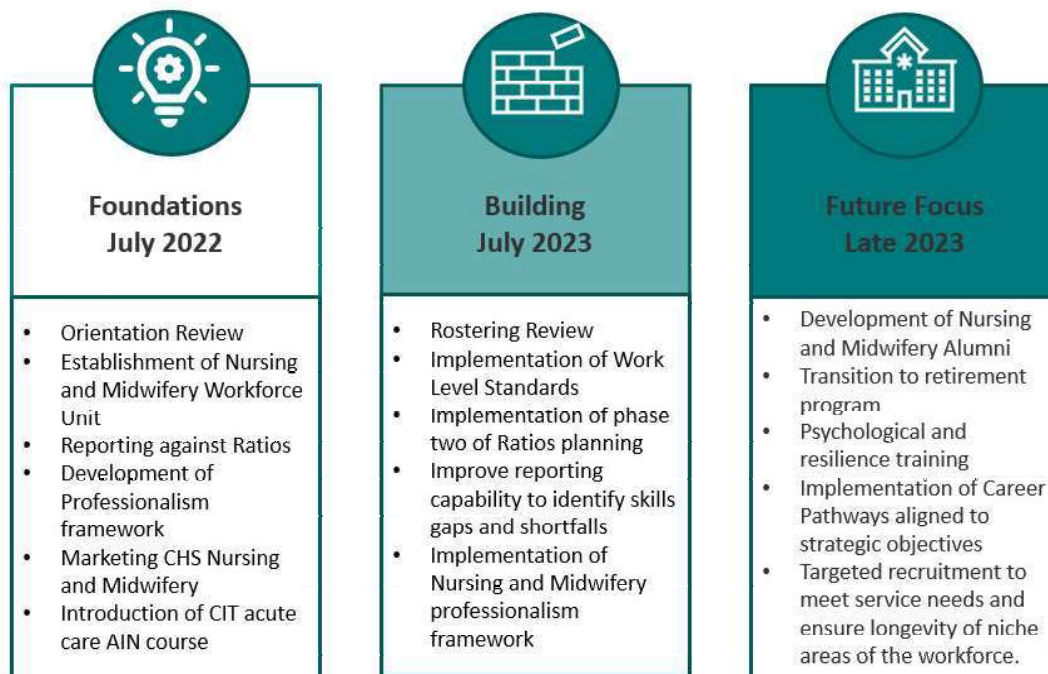 Foundations
July 2022
• Orientation Review
• Establishment of Nursing
and Midwifery Workforce
Unit
• Reporting against Ratios
• Development of
Professionalism
framework
• Marketing CHS Nursing
and Midwifery
• Introduction of CIT acute
care AIN course
Building
July 2023
• Rostering Review
• Implementation of Work
Level Standards
• Implementation of phase
two of Ratios planning
• Improve reporting
capability to identify skills
gaps and shortfalls
• Implementation of
Nursing and Midwifery
professionalism
framework
Future Focus
Late 2023
• Development of Nursing
and Midwifery Alumni
• Transition to retirement
program
• Psychological and
resilience training
• Implementation of Career
Pathways aligned to
strategic objectives
• Targeted recruitment to
meet service needs and
ensure longevity of niche
areas of the workforce.